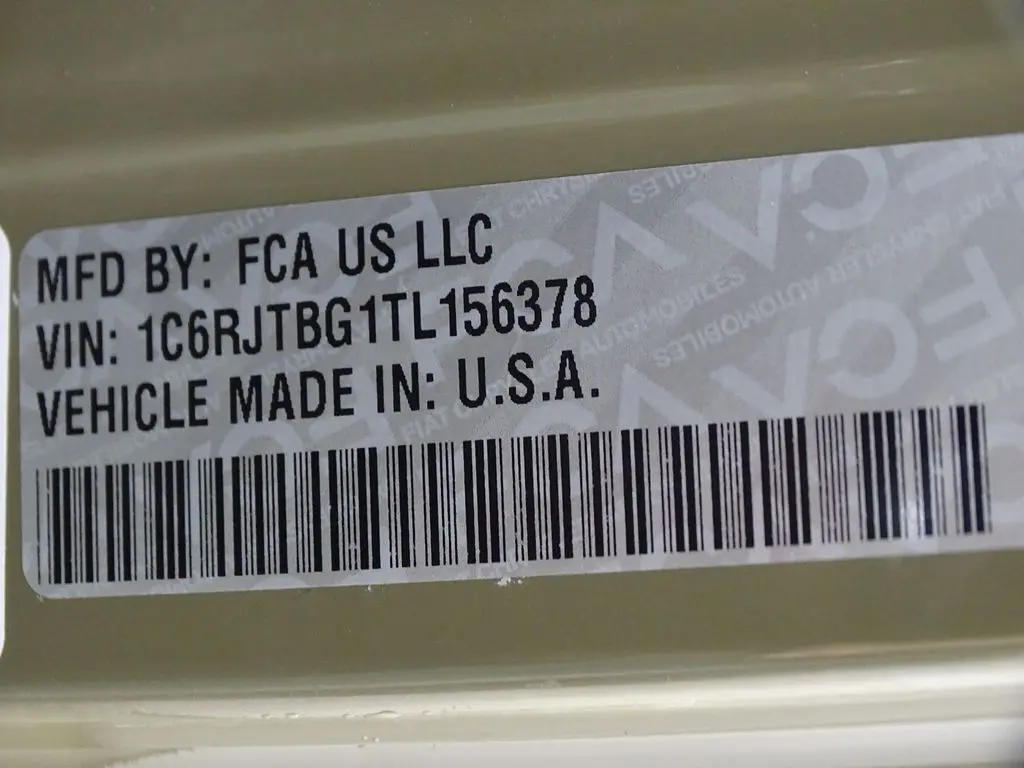 MFD BY: FCA US LLC
VIN: 1C6RJTBG1TL156378
VEHICLE MADE IN: U.S.A.